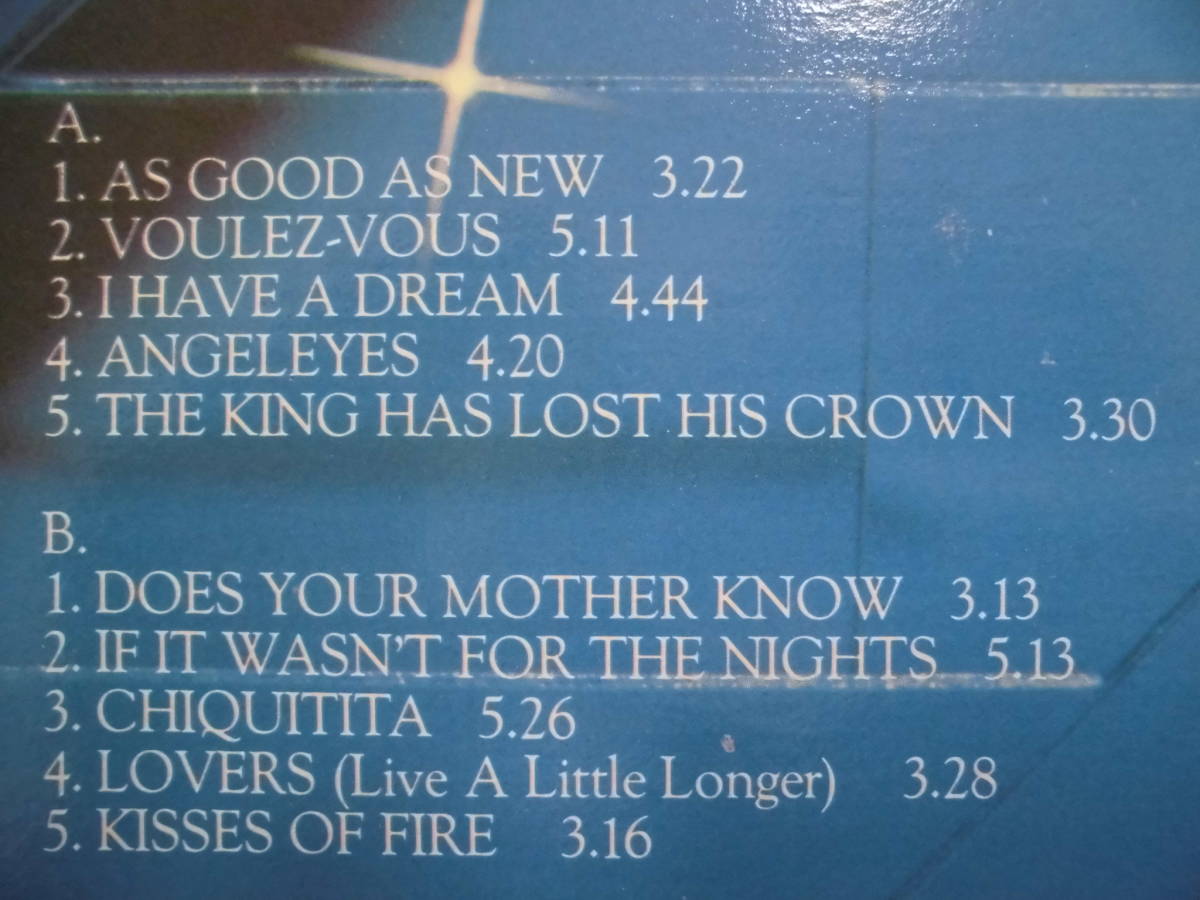 A.
1. AS GOOD AS NEW 3.22
2. VOULEZ-VOUS 5.11
3. I HAVE A DREAM 4.44
4. ANGELEYES 4.20
5. THE KING HAS LOST HIS CROWN 3.30
B.
1. DOES YOUR MOTHER KNOW 3.13
2. IF IT WASN'T FOR THE NIGHTS 5.13
3. CHIQUITITA 5.26
4. LOVERS (Live A Little Longer) 3.28
5. KISSES OF FIRE 3.16